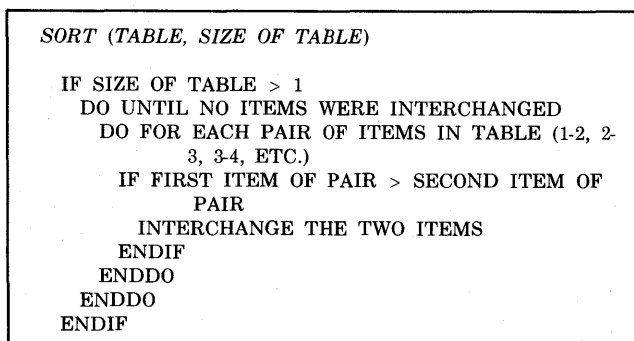 SORT (TABLE, SIZE OF TABLE)
IF SIZE OF TABLE > 1
DO UNTIL NO ITEMS WERE INTERCHANGED
DO FOR EACH PAIR OF ITEMS IN TABLE (1-2, 2-
3, 3-4, ETC.)
IF FIRST ITEM OF PAIR > SECOND ITEM OF
PAIR
INTERCHANGE THE TWO ITEMS
ENDIF
ENDDO
ENDDO
ENDIF